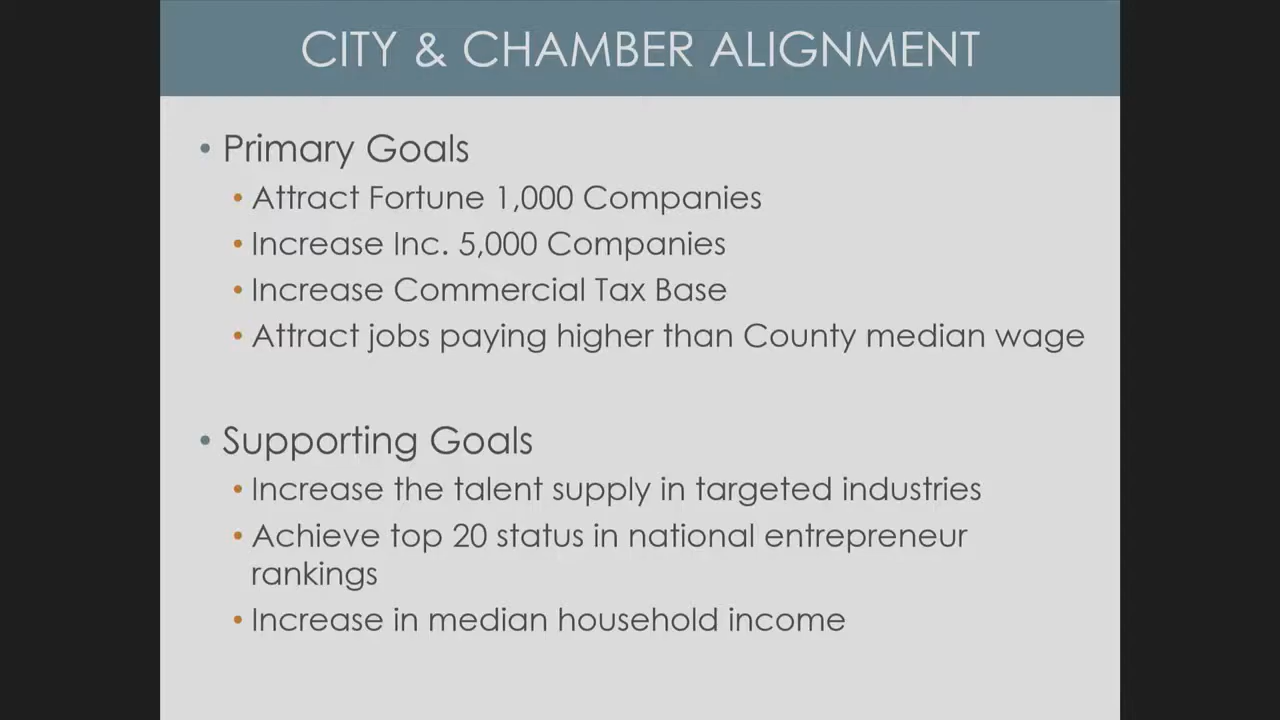 CITY & CHAMBER ALIGNMENT
• Primary Goals
• Attract Fortune 1,000 Companies
• Increase Inc. 5,000 Companies
• Increase Commercial Tax Base
• Attract jobs paying higher than County median wage
• Supporting Goals
• Increase the talent supply in targeted industries
• Achieve top 20 status in national entrepreneur
rankings
• Increase in median household income